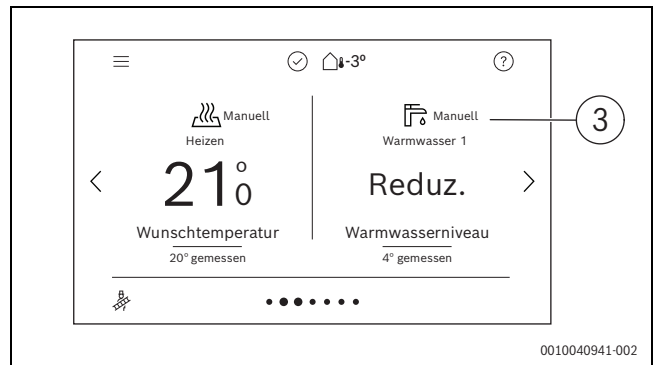 -3°
?
Manuell
Manuell
3
Heizen
Warmwasser 1
21°0
Reduz.
Wunschtemperatur
Warmwasserniveau
20° gemessen
4° gemessen
0010040941-002